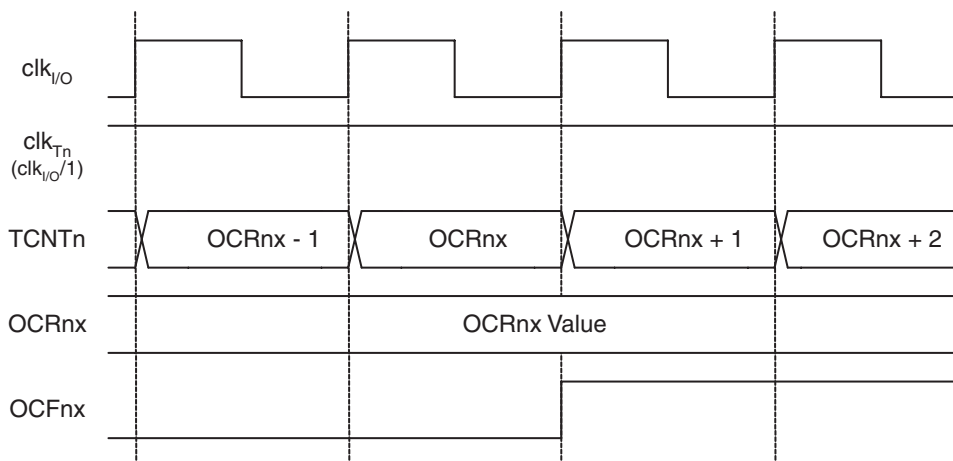 clkI/O
clkTn
(clkI/O/1)
TCNTn OCRnx - 1 OCRnx OCRnx + 1 OCRnx + 2
OCRnx OCRnx Value
OCFnx